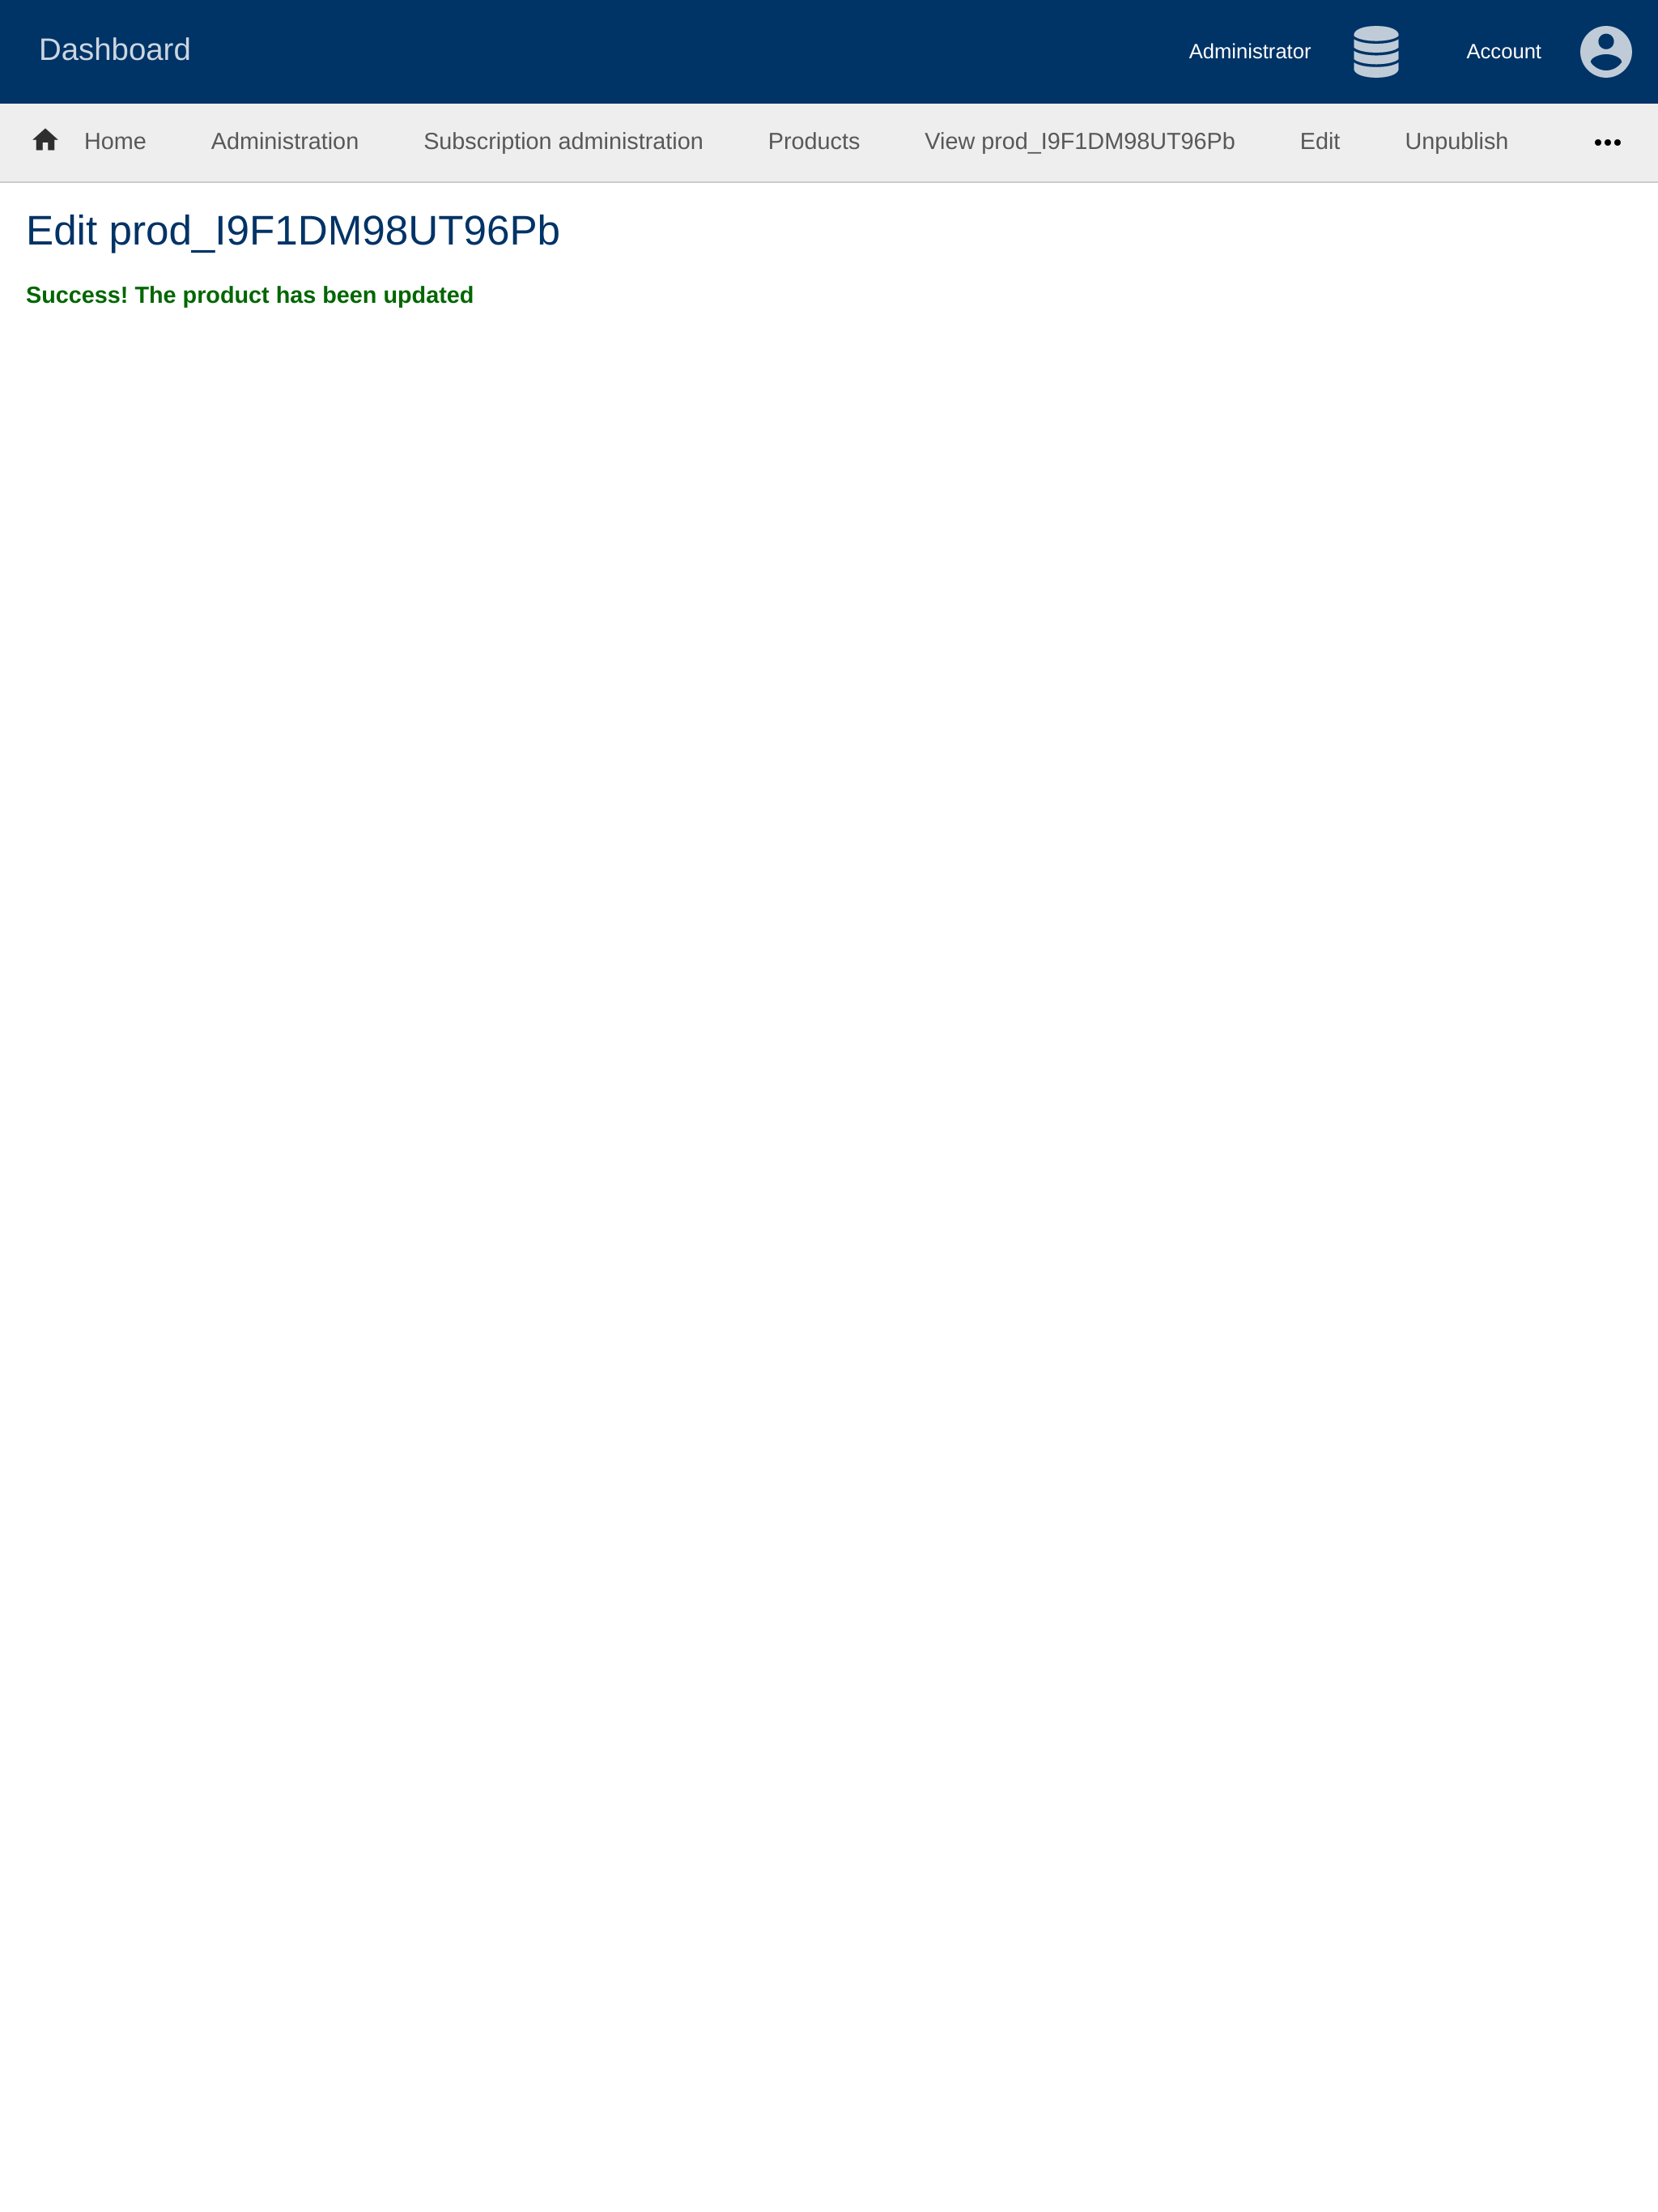 Dashboard
Administrator
Account
Home
Administration
Subscription administration
Products
View prod_I9F1DM98UT96Pb
Edit
Unpublish
Edit prod_I9F1DM98UT96Pb
Success! The product has been updated